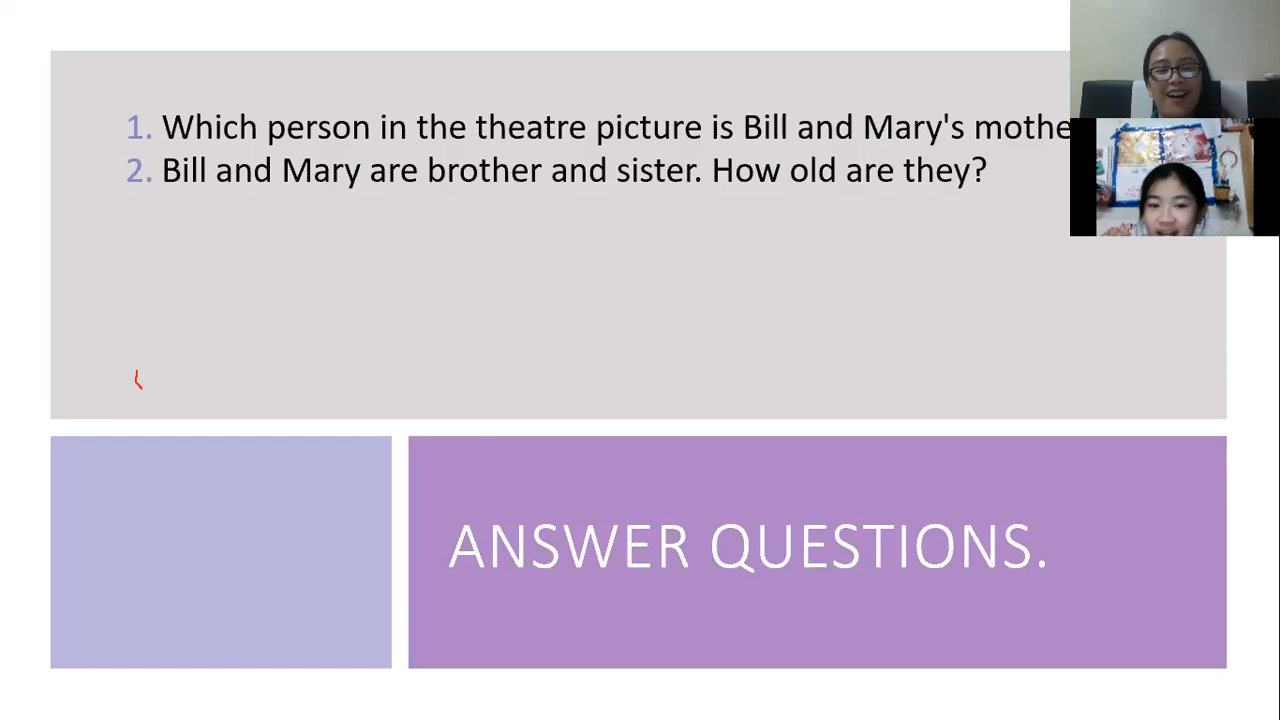 1. Which person in the theatre picture is Bill and Mary's mothe
2. Bill and Mary are brother and sister. How old are they?
ANSWER QUESTIONS.